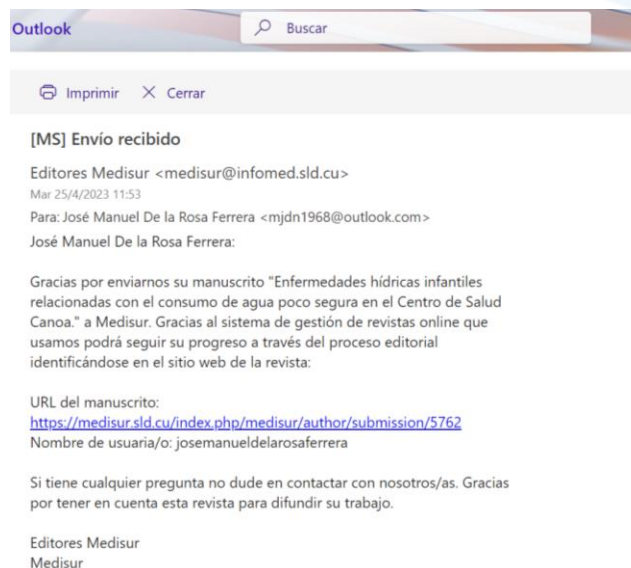 Outlook
Buscar
Imprimir
Cerrar
[MS] Envío recibido
Editores Medisur <medisur@infomed.sld.cu>
Mar 25/4/2023 11:53
Para: José Manuel De la Rosa Ferrera <mjdn1968@outlook.com>
José Manuel De la Rosa Ferrera:
Gracias por enviarnos su manuscrito "Enfermedades hídricas infantiles
relacionadas con el consumo de agua poco segura en el Centro de Salud
Canoa." a Medisur. Gracias al sistema de gestión de revistas online que
usamos podrá seguir su progreso a través del proceso editorial
identificándose en el sitio web de la revista:
URL del manuscrito:
https://medisur.sld.cu/index.php/medisur/author/submission/5762
Nombre de usuaria/o: josemanueldelarosaferrera
Si tiene cualquier pregunta no dude en contactar con nosotros/as. Gracias
por tener en cuenta esta revista para difundir su trabajo.
Editores Medisur
Medisur